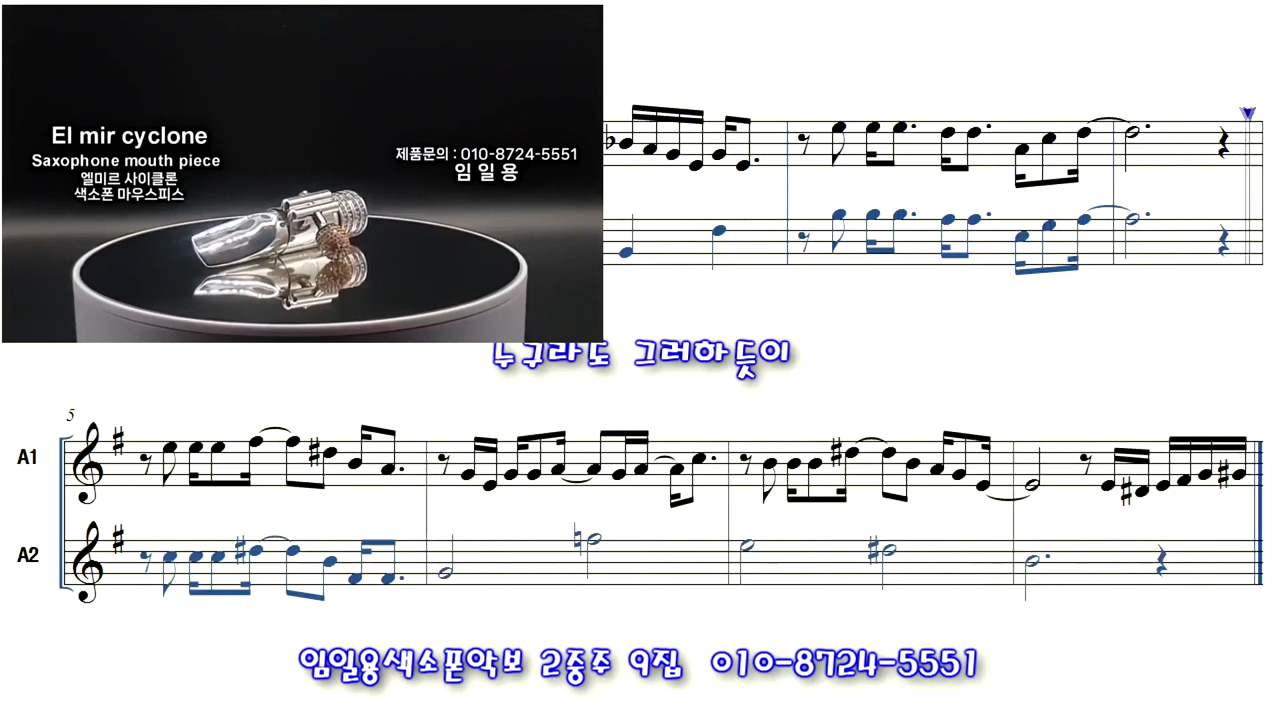 El mir cyclone
Saxophone mouth piece
엘미르 사이클론
색소폰 마우스피스
제품문의 : 010-8724-5551
임 일 용
누구라도 그러하듯이
5
A1
A2
임일용색소폰악보 2중주 9집 010-8724-5551